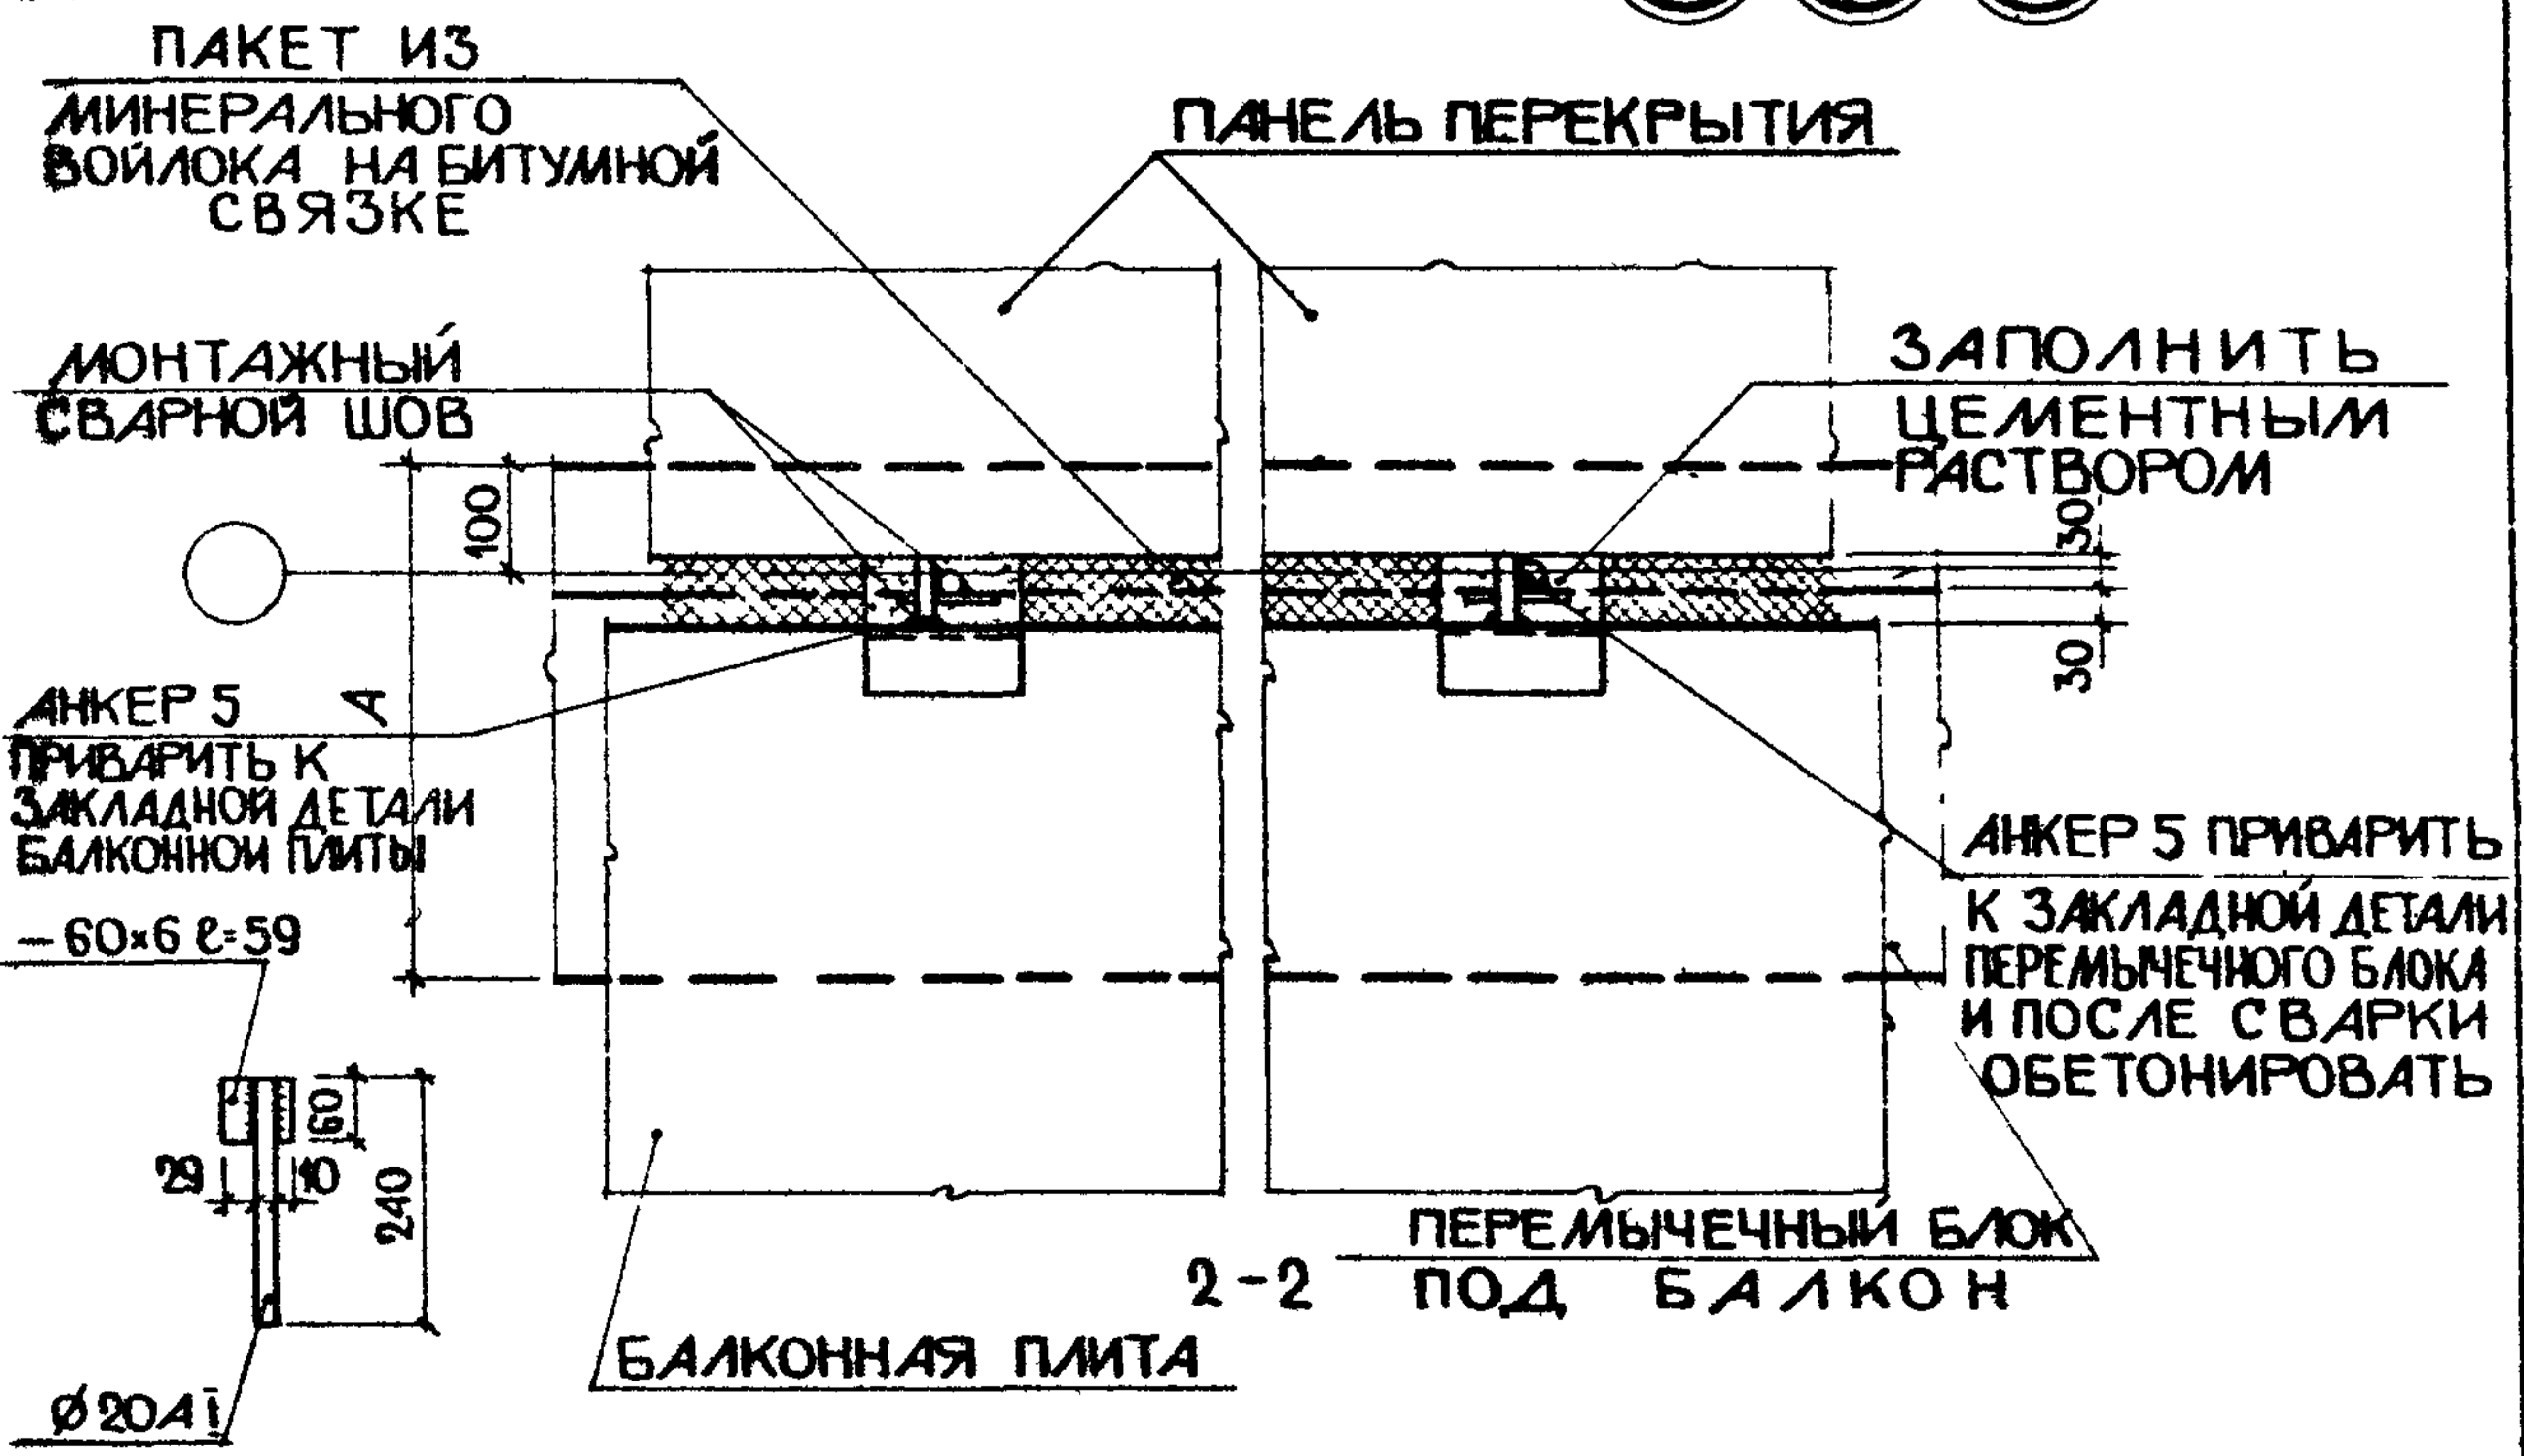 ПАКЕТ ИЗ
МИНЕРАЛЬНОГО
ВОЙЛОКА НА БИТУМНОЙ
СВЯЗКЕ
ПАНЕЛЬ ПЕРЕКРЫТИЯ
МОНТАЖНЫЙ
СВАРНОЙ ШОВ
ЗАПОЛНИТЬ
ЦЕМЕНТНЫМ
РАСТВОРОМ
100
30
30
А
АНКЕР 5
ПРИВАРИТЬ К
ЗАКЛАДНОЙ ДЕТАЛИ
БАЛКОННОЙ ПЛИТЫ
АНКЕР 5 ПРИВАРИТЬ
К ЗАКЛАДНОЙ ДЕТАЛИ
ПЕРЕМЫЧЕЧНОГО БЛОКА
И ПОСЛЕ СВАРКИ
ОБЕТОНИРОВАТЬ
—60×6 ℓ=59
60
29
10
240
ПЕРЕМЫЧЕЧНЫЙ БЛОК
ПОД БАЛКОН
2-2
БАЛКОННАЯ ПЛИТА
Ø20АI